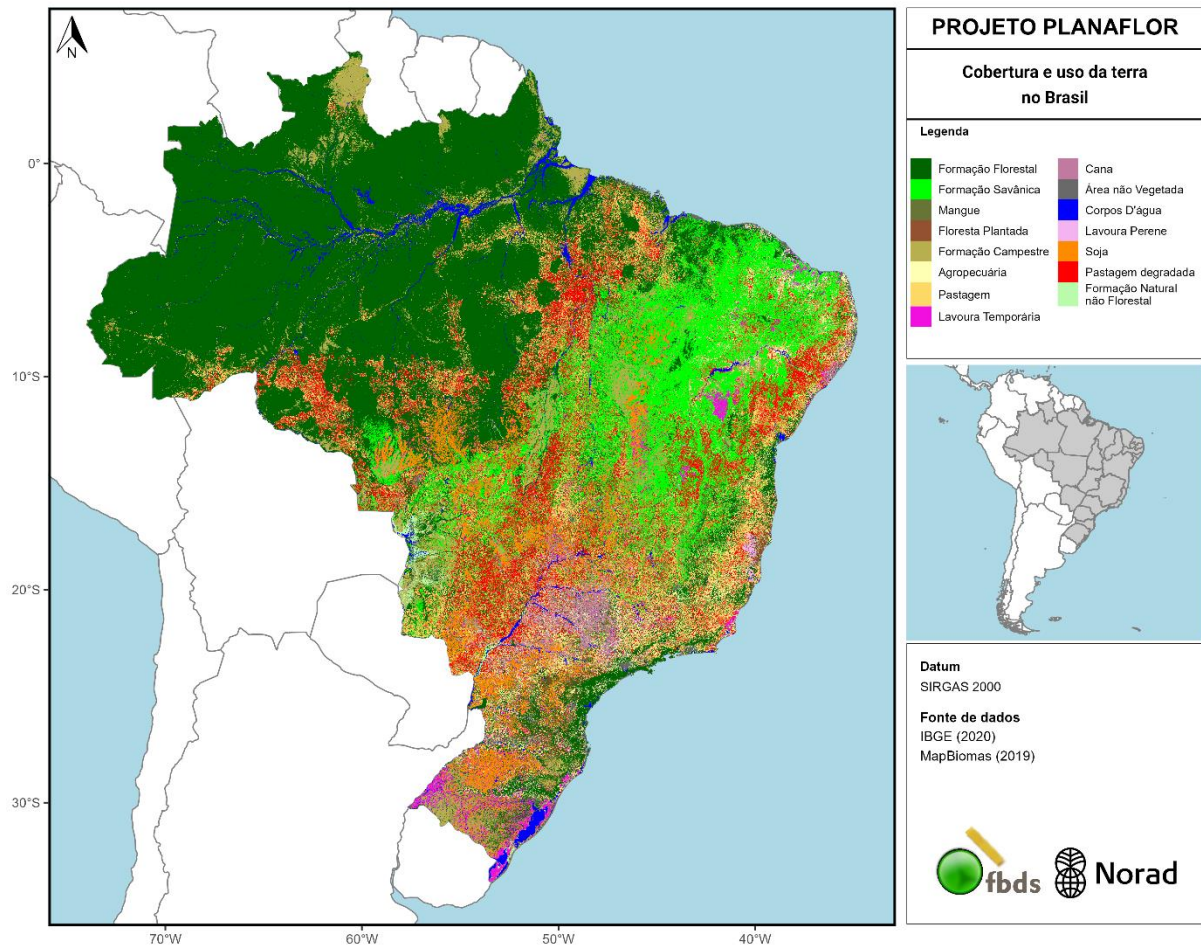 N
0°
10°S
20°S
30°S
70°W
60°W
50°W
40°W
PROJETO PLANAFLOR
Cobertura e uso da terra
no Brasil
Legenda
Formação Florestal
Formação Savânica
Mangue
Floresta Plantada
Formação Campestre
Agropecuária
Pastagem
Lavoura Temporária
Cana
Área não Vegetada
Corpos D'água
Lavoura Perene
Soja
Pastagem degradada
Formação Natural
não Florestal
Datum
SIRGAS 2000
Fonte de dados
IBGE (2020)
MapBiomas (2019)
fbds
Norad